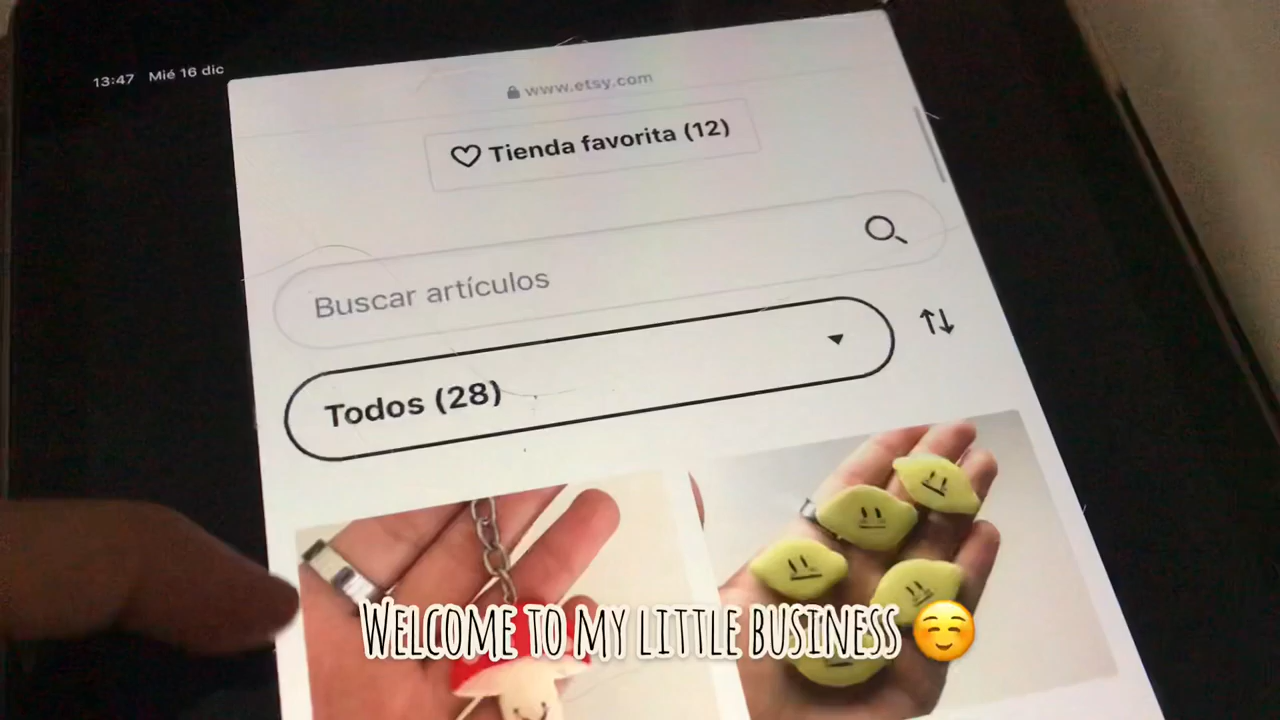 13:47 Mié 16 dic
www.etsy.com
Tienda favorita (12)
Buscar artículos
Todos (28)
WELCOME TO MY LITTLE BUSINESS ☺️